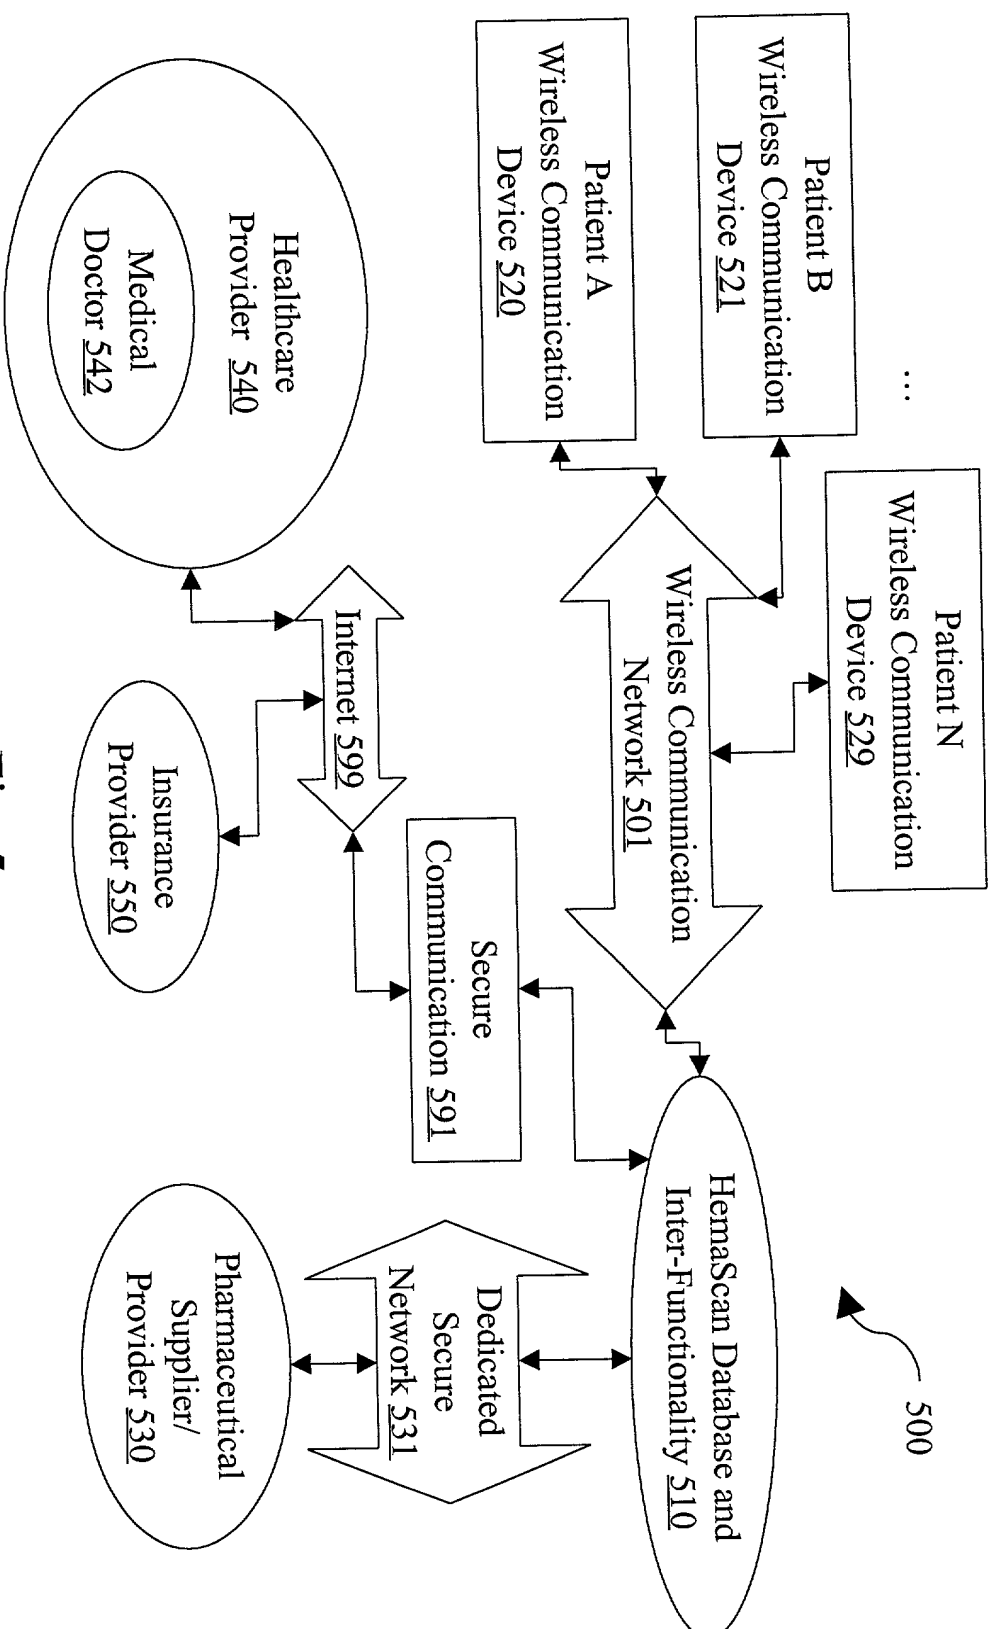 500
Patient N
Wireless Communication
Device 529
...
Patient B
Wireless Communication
Device 521
Patient A
Wireless Communication
Device 520
Wireless Communication
Network 501
HemaScan Database and
Inter-Functionality 510
Secure
Communication 591
Dedicated
Secure
Network 531
Internet 599
Healthcare
Provider 540
Medical
Doctor 542
Insurance
Provider 550
Pharmaceutical
Supplier/
Provider 530